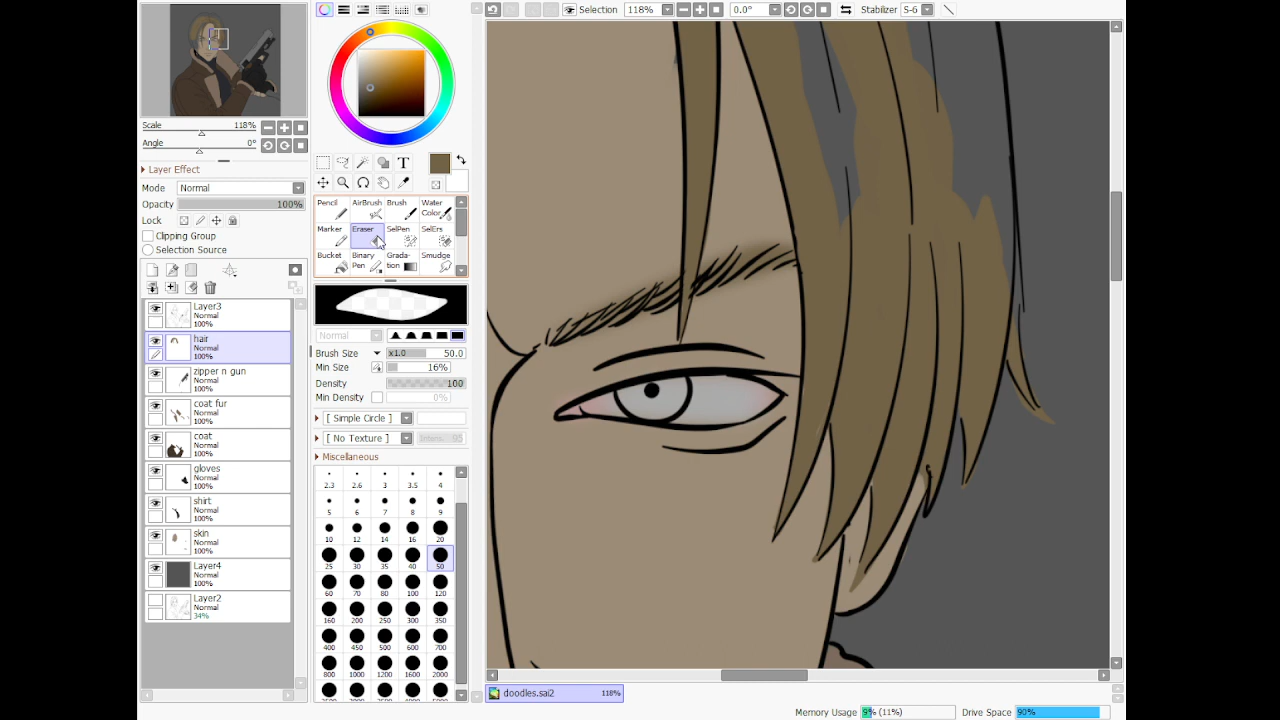 Selection 118% 0.0° Stabilizer S-6
Scale 118%
Angle 0°
Layer Effect
Mode Normal
Opacity 100%
Lock
Clipping Group
Selection Source
Layer3
Normal
100%
hair
Normal
100%
zipper n gun
Normal
100%
coat fur
Normal
100%
coat
Normal
100%
gloves
Normal
100%
shirt
Normal
100%
skin
Normal
100%
Layer4
Normal
100%
Layer2
Normal
34%
T
Pencil AirBrush Brush Water Color
Marker Eraser SelPen SelErs
Bucket Binary Pen Grada-tion Smudge
Normal
Brush Size x1.0 50.0
Min Size 16%
Density 100
Min Density 0%
[ Simple Circle ]
[ No Texture ] 95
Miscellaneous
2.3 2.6 3 3.5 4
5 6 7 8 9
10 12 14 16 20
25 30 35 40 50
60 70 80 100 120
160 200 250 300 350
400 450 500 600 700
800 1000 1200 1600 2000
doodles.sai2 118%
Memory Usage 9% (11%) Drive Space 90%